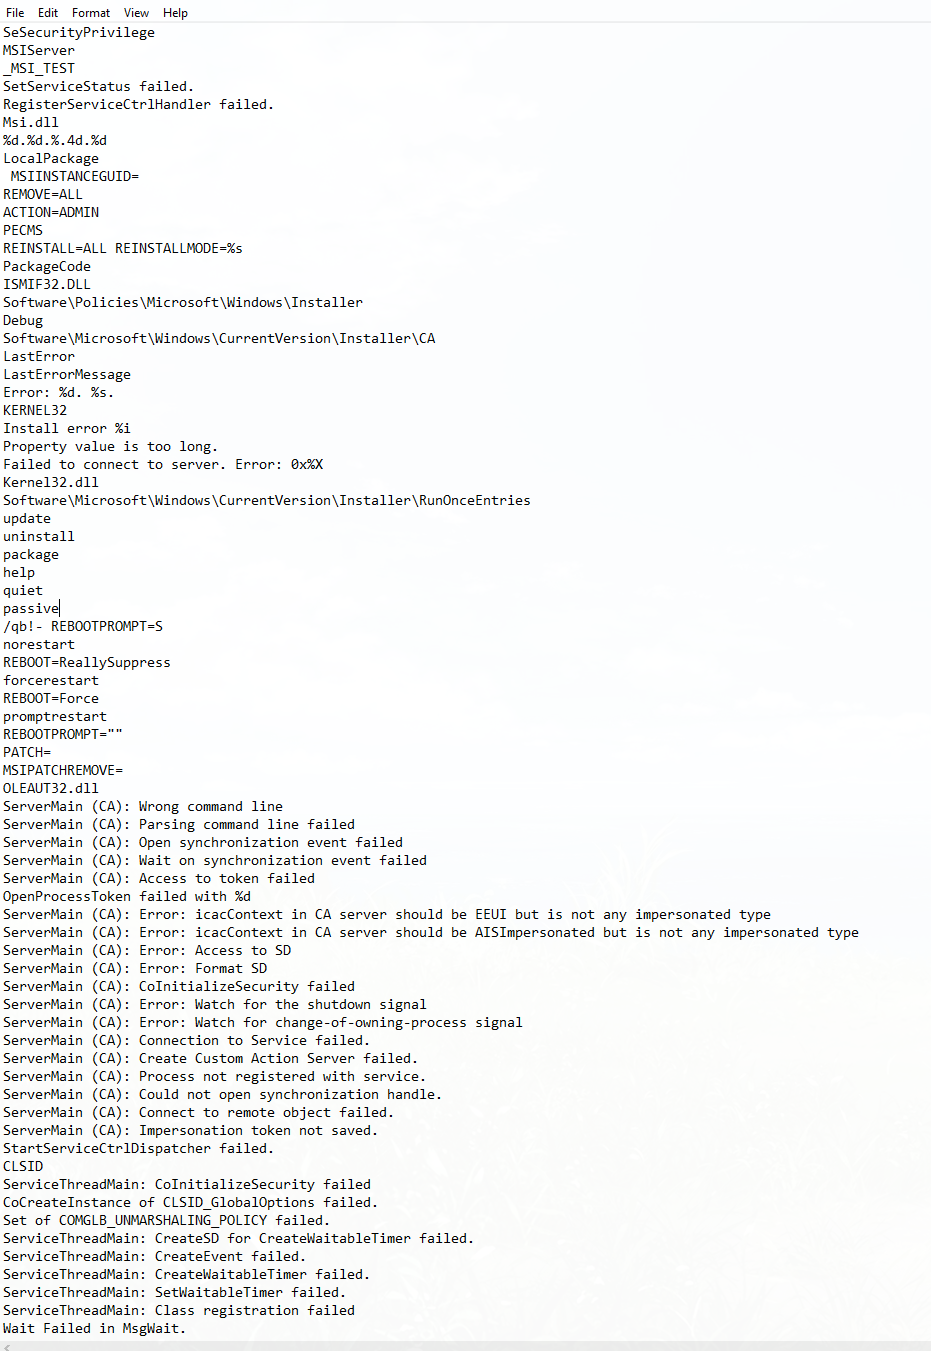 File Edit Format View Help
SeSecurityPrivilege
MSIServer
_MSI_TEST
SetServiceStatus failed.
RegisterServiceCtrlHandler failed.
Msi.dll
%d.%d.%.4d.%d
LocalPackage
 MSIINSTANCEGUID=
REMOVE=ALL
ACTION=ADMIN
PECMS
REINSTALL=ALL REINSTALLMODE=%s
PackageCode
ISMIF32.DLL
Software\Policies\Microsoft\Windows\Installer
Debug
Software\Microsoft\Windows\CurrentVersion\Installer\CA
LastError
LastErrorMessage
Error: %d. %s.
KERNEL32
Install error %i
Property value is too long.
Failed to connect to server. Error: 0x%X
Kernel32.dll
Software\Microsoft\Windows\CurrentVersion\Installer\RunOnceEntries
update
uninstall
package
help
quiet
passive
/qb!- REBOOTPROMPT=S
norestart
REBOOT=ReallySuppress
forcerestart
REBOOT=Force
promptrestart
REBOOTPROMPT=""
PATCH=
MSIPATCHREMOVE=
OLEAUT32.dll
ServerMain (CA): Wrong command line
ServerMain (CA): Parsing command line failed
ServerMain (CA): Open synchronization event failed
ServerMain (CA): Wait on synchronization event failed
ServerMain (CA): Access to token failed
OpenProcessToken failed with %d
ServerMain (CA): Error: icacContext in CA server should be EEUI but is not any impersonated type
ServerMain (CA): Error: icacContext in CA server should be AISImpersonated but is not any impersonated type
ServerMain (CA): Error: Access to SD
ServerMain (CA): Error: Format SD
ServerMain (CA): CoInitializeSecurity failed
ServerMain (CA): Error: Watch for the shutdown signal
ServerMain (CA): Error: Watch for change-of-owning-process signal
ServerMain (CA): Connection to Service failed.
ServerMain (CA): Create Custom Action Server failed.
ServerMain (CA): Process not registered with service.
ServerMain (CA): Could not open synchronization handle.
ServerMain (CA): Connect to remote object failed.
ServerMain (CA): Impersonation token not saved.
StartServiceCtrlDispatcher failed.
CLSID
ServiceThreadMain: CoInitializeSecurity failed
CoCreateInstance of CLSID_GlobalOptions failed.
Set of COMGLB_UNMARSHALING_POLICY failed.
ServiceThreadMain: CreateSD for CreateWaitableTimer failed.
ServiceThreadMain: CreateEvent failed.
ServiceThreadMain: CreateWaitableTimer failed.
ServiceThreadMain: SetWaitableTimer failed.
ServiceThreadMain: Class registration failed
Wait Failed in MsgWait.